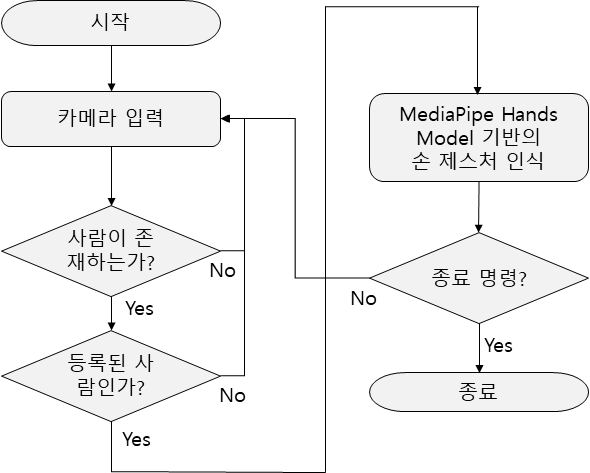 시작
카메라 입력
사람이 존
재하는가?
No
Yes
등록된 사
람인가?
No
Yes
MediaPipe Hands
Model 기반의
손 제스처 인식
종료 명령?
No
Yes
종료